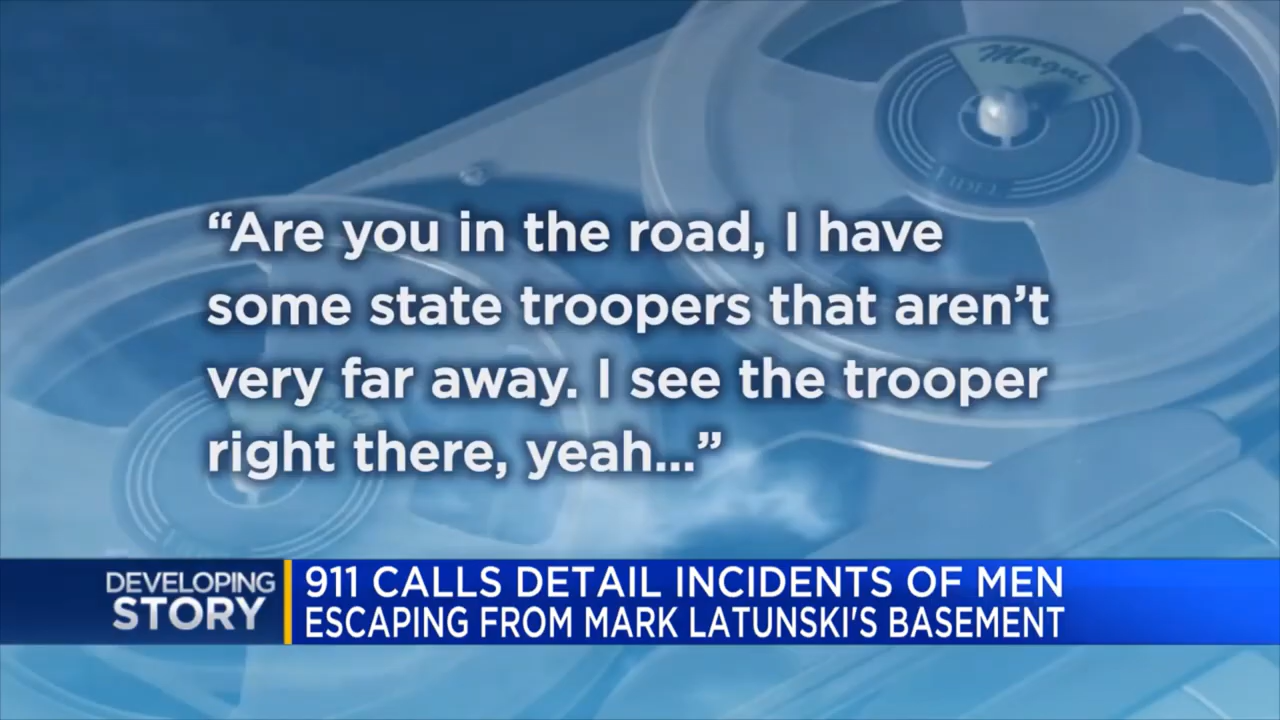 Magni
“Are you in the road, I have
some state troopers that aren’t
very far away. I see the trooper
right there, yeah...”
DEVELOPING
STORY
911 CALLS DETAIL INCIDENTS OF MEN
ESCAPING FROM MARK LATUNSKI'S BASEMENT